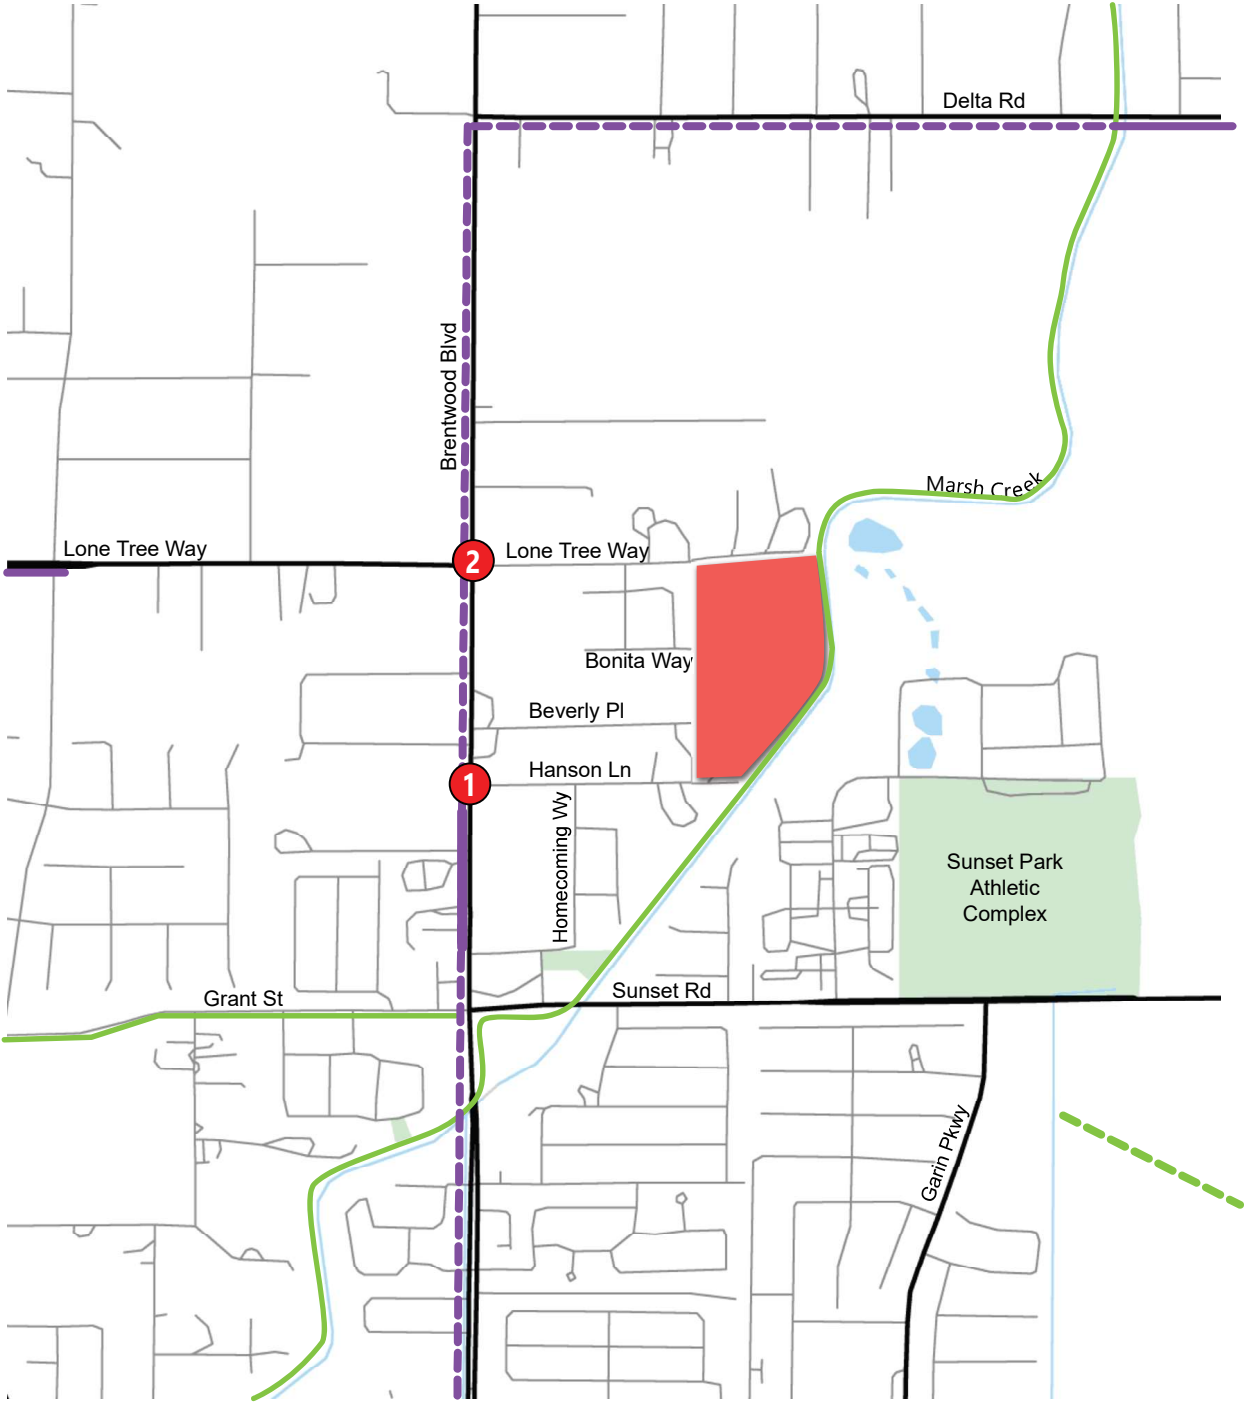 Delta Rd
Brentwood Blvd
Marsh Creek
Lone Tree Way
2
Lone Tree Way
Bonita Way
Beverly Pl
Hanson Ln
1
Homecoming Wy
Sunset Park
Athletic
Complex
Grant St
Sunset Rd
Garin Pkwy